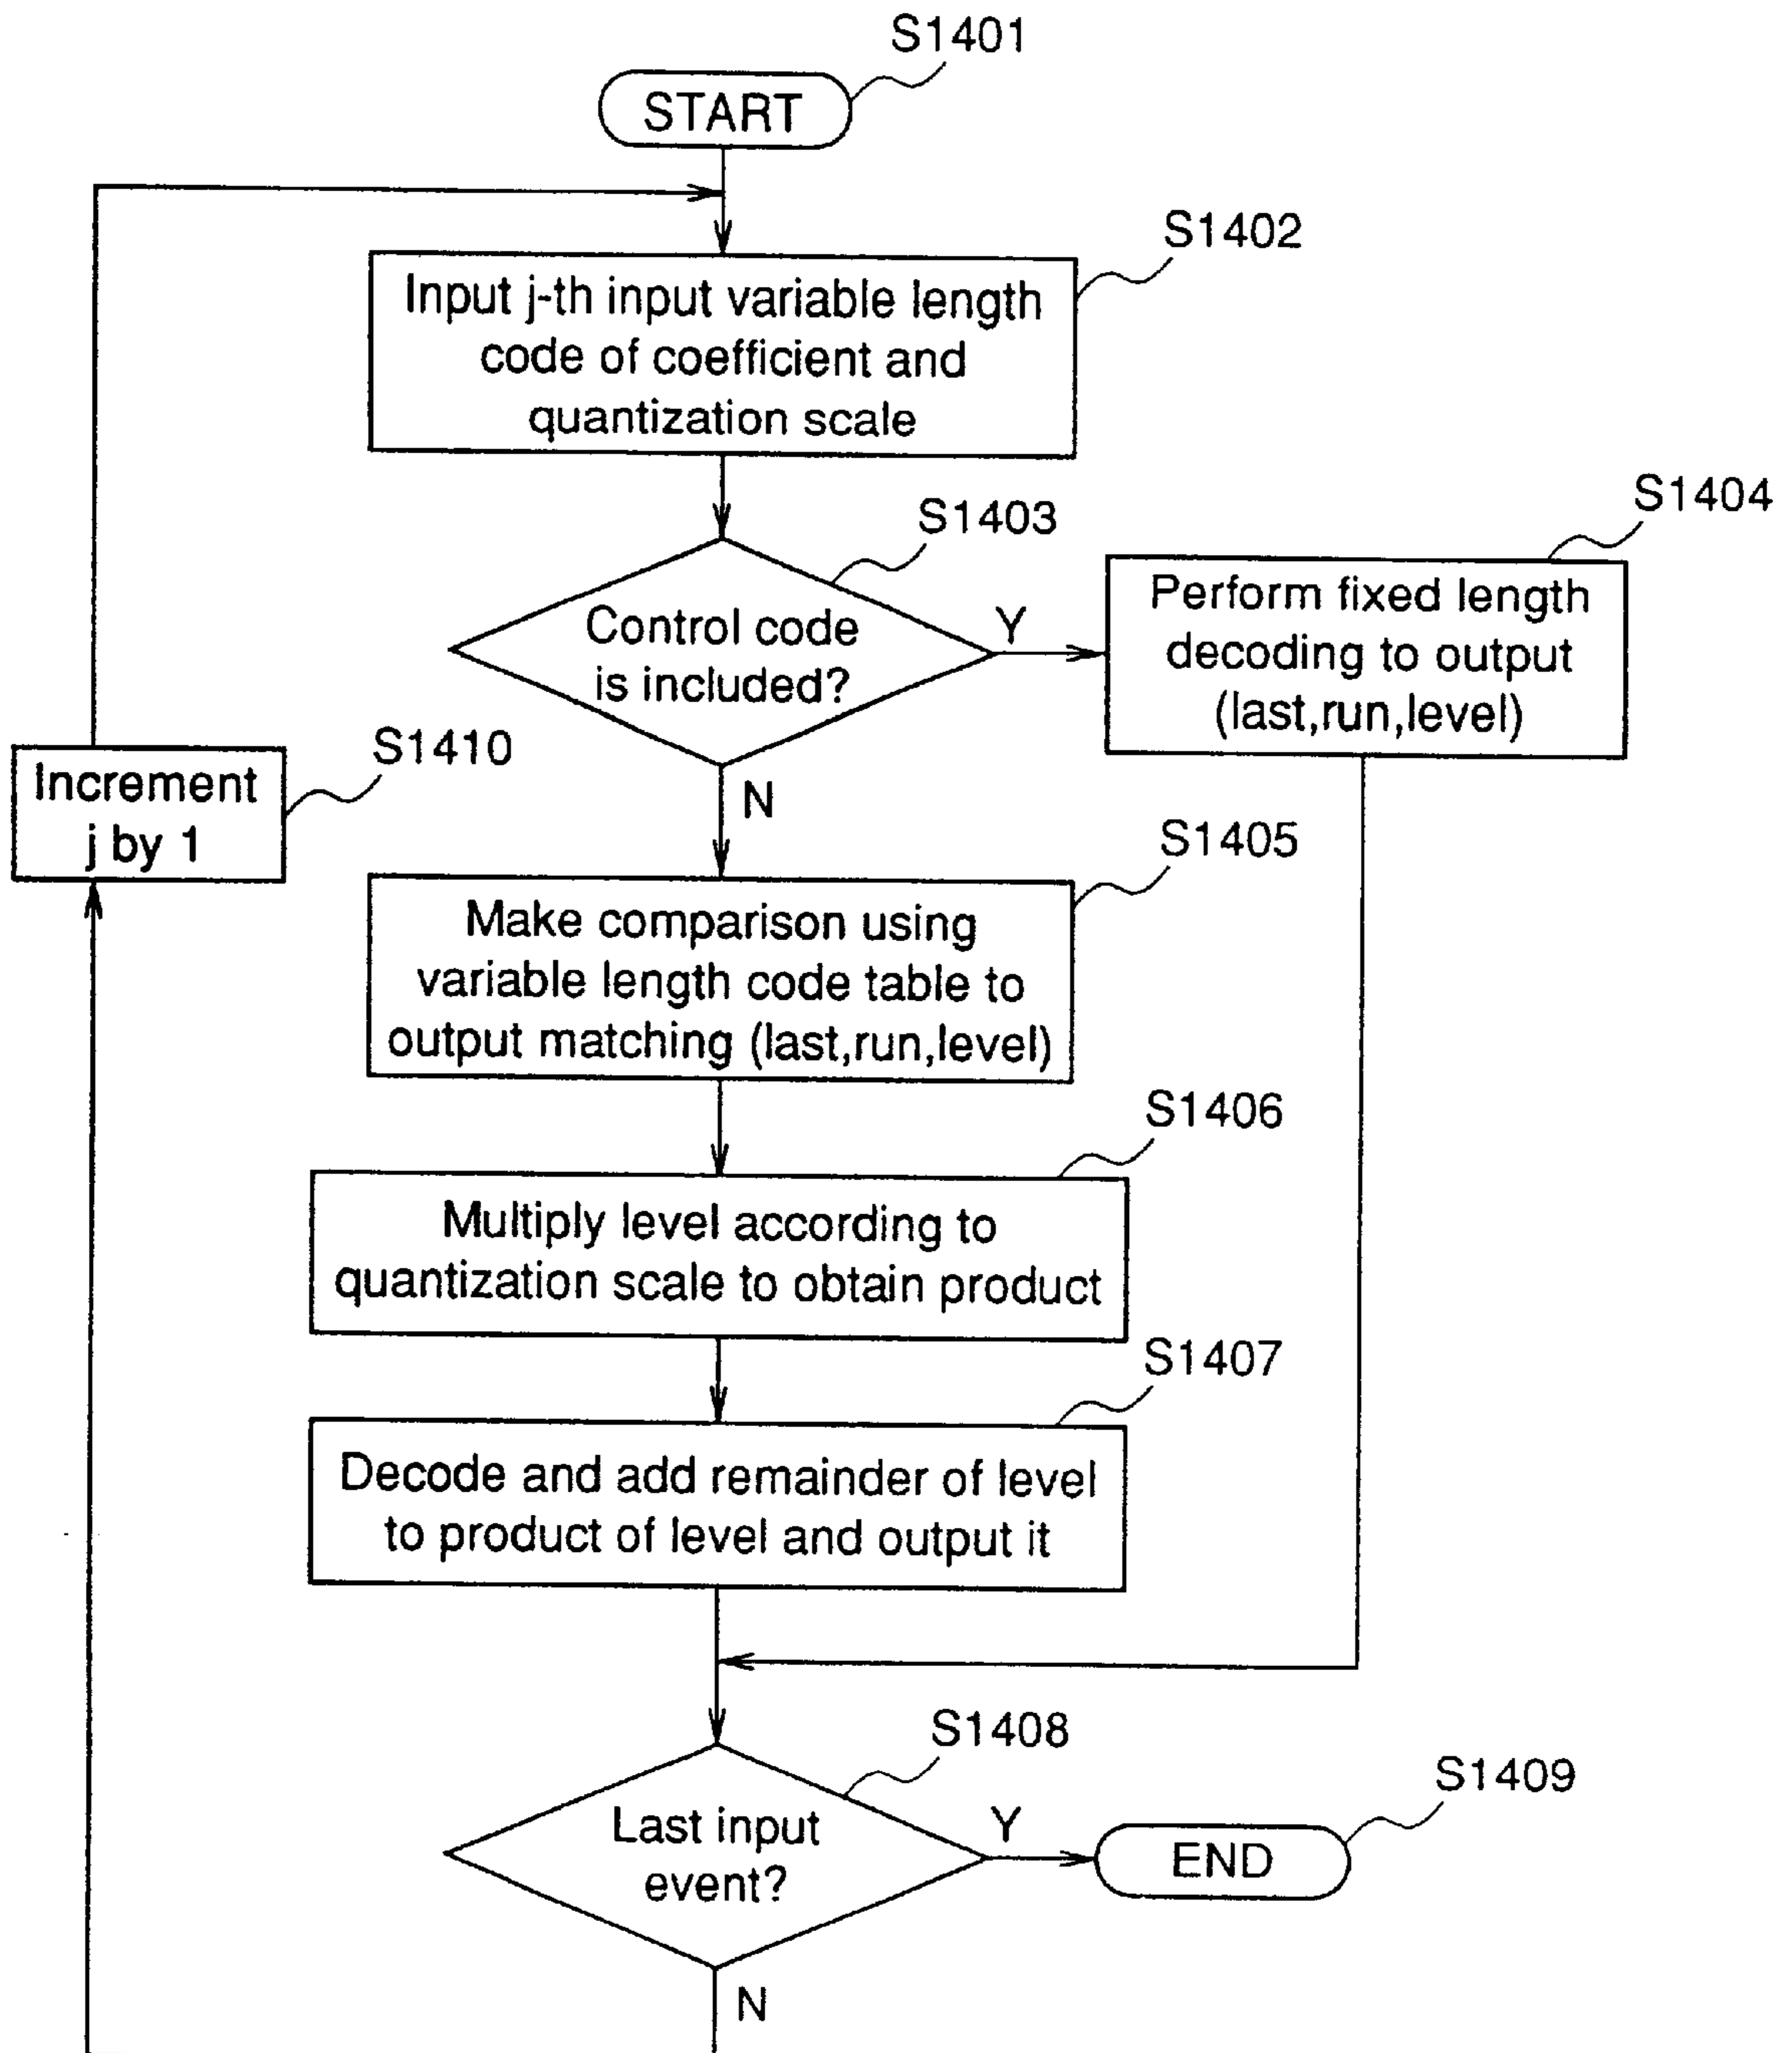 S1401
START
S1402
Input j-th input variable length
code of coefficient and
quantization scale
S1403
Control code
is included?
Y
N
S1404
Perform fixed length
decoding to output
(last,run,level)
S1410
Increment
j by 1
S1405
Make comparison using
variable length code table to
output matching (last,run,level)
S1406
Multiply level according to
quantization scale to obtain product
S1407
Decode and add remainder of level
to product of level and output it
S1408
Last input
event?
Y
S1409
END
N